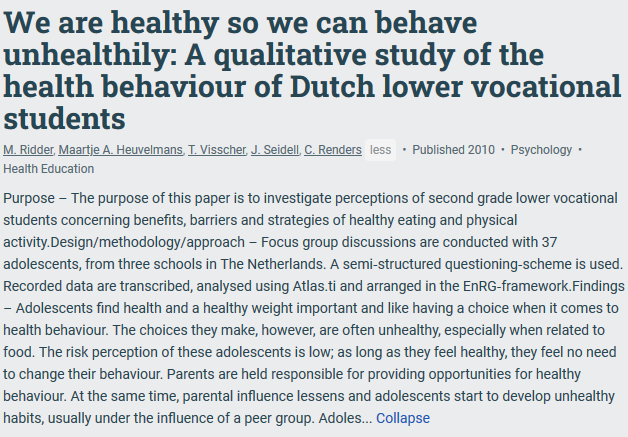 We are healthy so we can behave
unhealthily: A qualitative study of the
health behaviour of Dutch lower vocational
students
M. Ridder, Maartje A. Heuvelmans, T. Visscher, J. Seidell, C. Renders less • Published 2010 • Psychology •
Health Education
Purpose – The purpose of this paper is to investigate perceptions of second grade lower vocational
students concerning benefits, barriers and strategies of healthy eating and physical
activity.Design/methodology/approach – Focus group discussions are conducted with 37
adolescents, from three schools in The Netherlands. A semi‐structured questioning‐scheme is used.
Recorded data are transcribed, analysed using Atlas.ti and arranged in the EnRG‐framework.Findings
– Adolescents find health and a healthy weight important and like having a choice when it comes to
health behaviour. The choices they make, however, are often unhealthy, especially when related to
food. The risk perception of these adolescents is low; as long as they feel healthy, they feel no need
to change their behaviour. Parents are held responsible for providing opportunities for healthy
behaviour. At the same time, parental influence lessens and adolescents start to develop unhealthy
habits, usually under the influence of a peer group. Adoles... Collapse